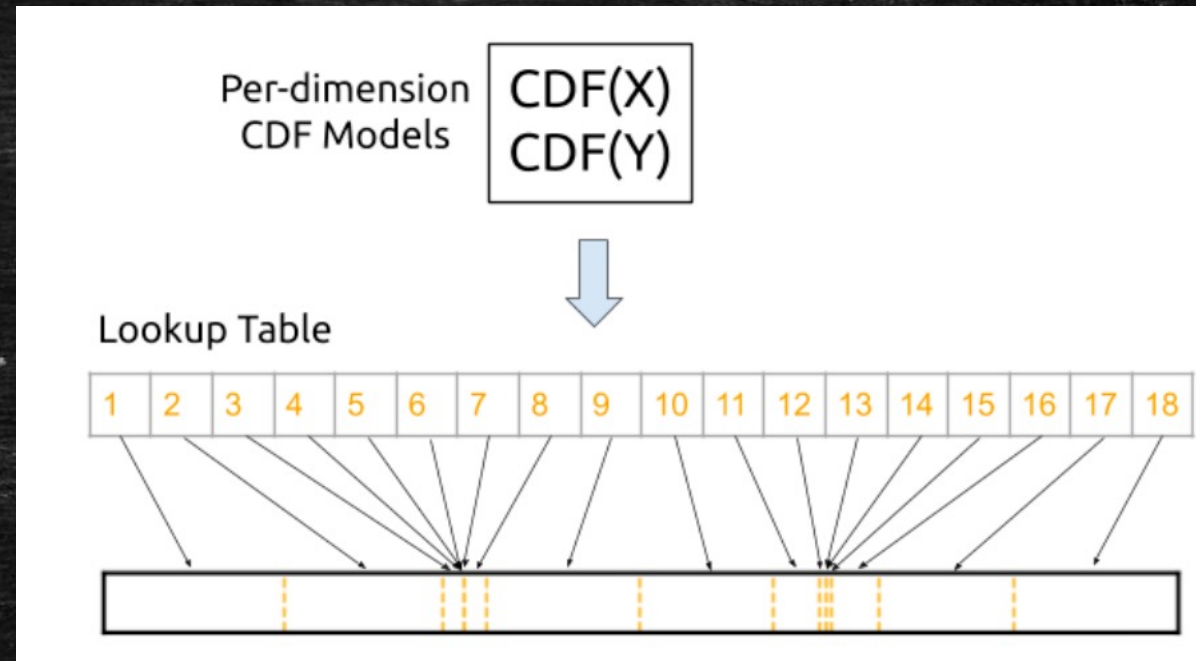 Per-dimension
CDF Models
CDF(X)
CDF(Y)
Lookup Table
1 2 3 4 5 6 7 8 9 10 11 12 13 14 15 16 17 18